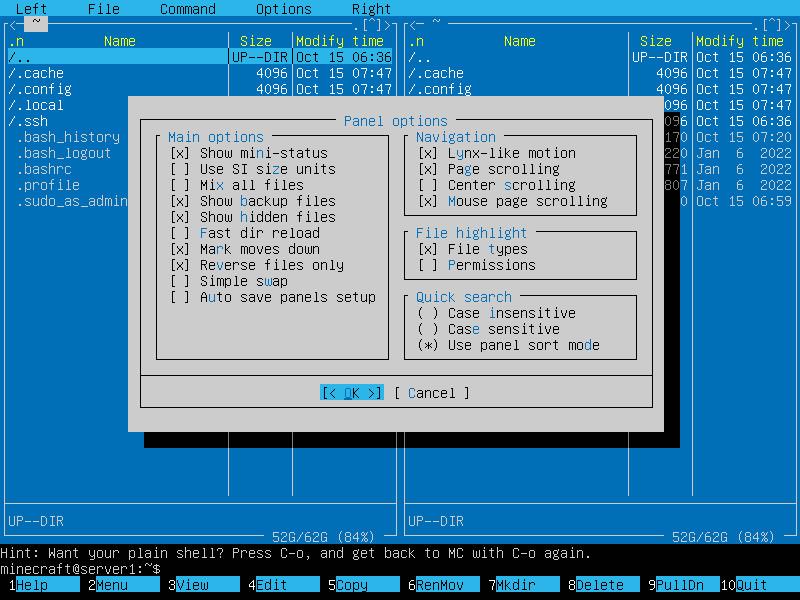 Left File Command Options Right
<─ ~ .[^]> <─ ~ .[^]>
.n Name Size Modify time .n Name Size Modify time
/.. UP--DIR Oct 15 06:36 /.. UP--DIR Oct 15 06:36
/.cache 4096 Oct 15 07:47 /.cache 4096 Oct 15 07:47
/.config 4096 Oct 15 07:47 /.config 4096 Oct 15 07:47
/.local 96 Oct 15 07:47
/.ssh 096 Oct 15 06:36
.bash_history 170 Oct 15 07:20
.bash_logout 220 Jan 6 2022
.bashrc 771 Jan 6 2022
.profile 807 Jan 6 2022
.sudo_as_admin 0 Oct 15 06:59
Panel options
Main options
[x] Show mini-status
[ ] Use SI size units
[ ] Mix all files
[x] Show backup files
[x] Show hidden files
[ ] Fast dir reload
[x] Mark moves down
[x] Reverse files only
[ ] Simple swap
[ ] Auto save panels setup
Navigation
[x] Lynx-like motion
[x] Page scrolling
[ ] Center scrolling
[x] Mouse page scrolling
File highlight
[x] File types
[ ] Permissions
Quick search
( ) Case insensitive
( ) Case sensitive
(*) Use panel sort mode
[< OK >] [ Cancel ]
UP--DIR UP--DIR
52G/62G (84%) 52G/62G (84%)
Hint: Want your plain shell? Press C-o, and get back to MC with C-o again.
minecraft@server1:~$
1Help 2Menu 3View 4Edit 5Copy 6RenMov 7Mkdir 8Delete 9PullDn 10Quit